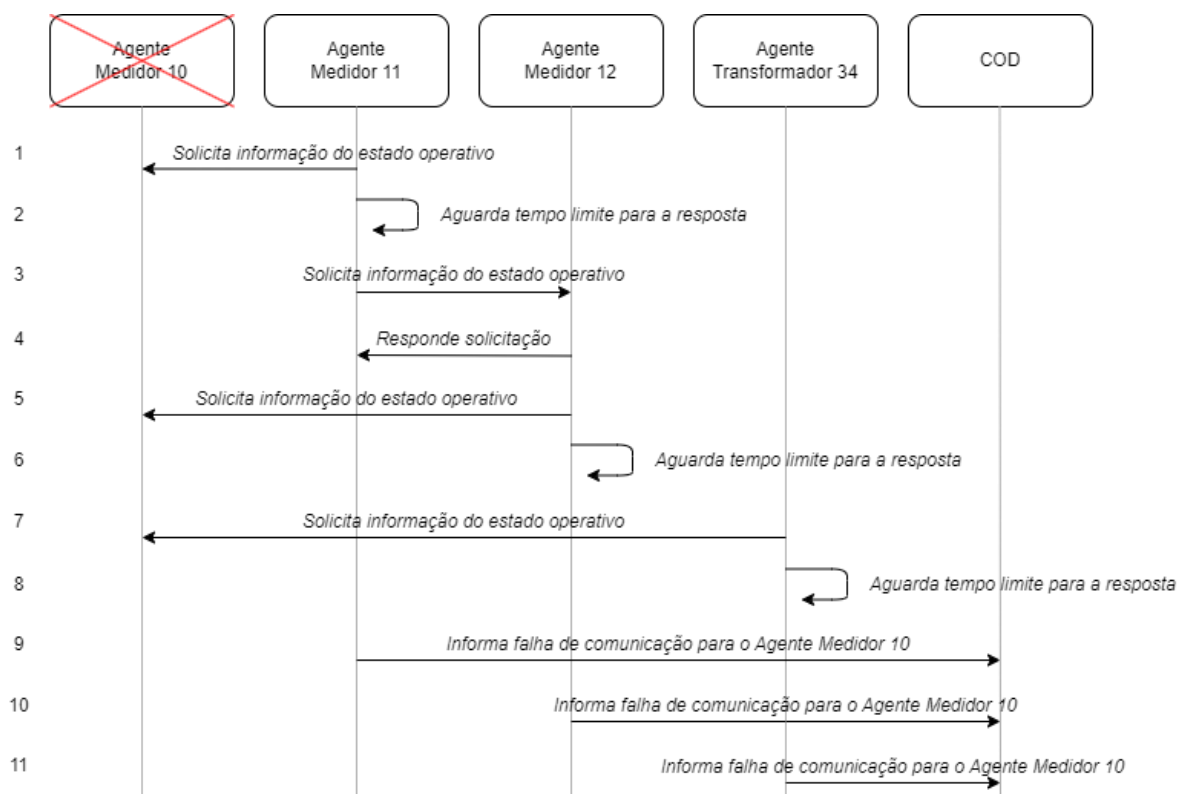 Agente
Medidor 10
Agente
Medidor 11
Agente
Medidor 12
Agente
Transformador 34
COD
1
Solicita informação do estado operativo
2
Aguarda tempo limite para a resposta
3
Solicita informação do estado operativo
4
Responde solicitação
5
Solicita informação do estado operativo
6
Aguarda tempo limite para a resposta
7
Solicita informação do estado operativo
8
Aguarda tempo limite para a resposta
9
Informa falha de comunicação para o Agente Medidor 10
10
Informa falha de comunicação para o Agente Medidor 10
11
Informa falha de comunicação para o Agente Medidor 10